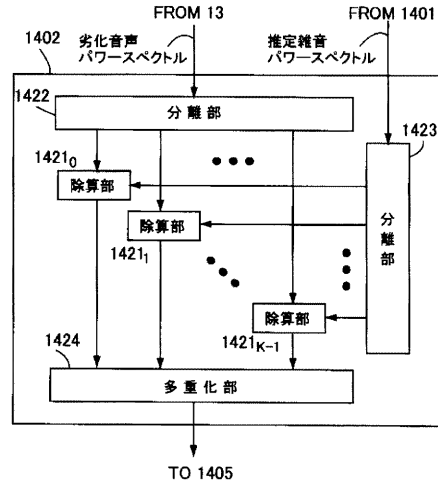 FROM 13
FROM 1401
1402
劣化音声
パワースペクトル
推定雑音
パワースペクトル
1422
分離部
1423
1421₀
除算部
1421₁
除算部
分離部
1421K-1
除算部
1424
多重化部
TO 1405